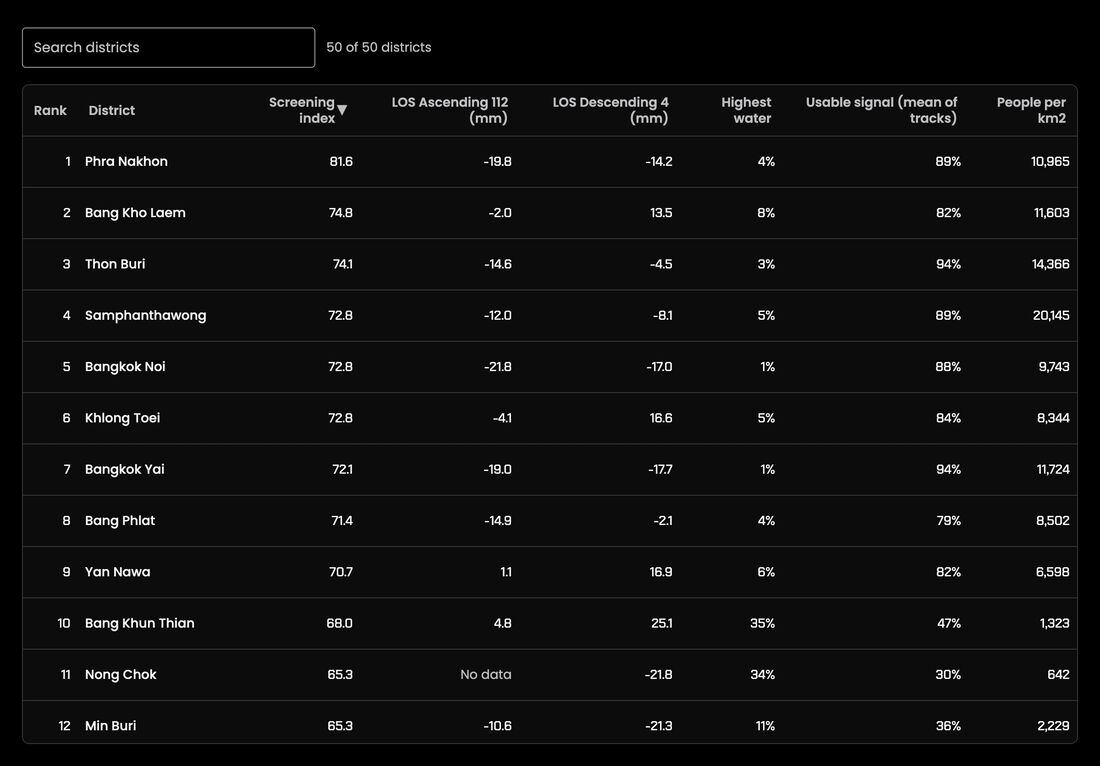 Search districts
50 of 50 districts
Rank District Screening index▼ LOS Ascending 112 (mm) LOS Descending 4 (mm) Highest water Usable signal (mean of tracks) People per km2
1 Phra Nakhon 81.6 -19.8 -14.2 4% 89% 10,965
2 Bang Kho Laem 74.8 -2.0 13.5 8% 82% 11,603
3 Thon Buri 74.1 -14.6 -4.5 3% 94% 14,366
4 Samphanthawong 72.8 -12.0 -8.1 5% 89% 20,145
5 Bangkok Noi 72.8 -21.8 -17.0 1% 88% 9,743
6 Khlong Toei 72.8 -4.1 16.6 5% 84% 8,344
7 Bangkok Yai 72.1 -19.0 -17.7 1% 94% 11,724
8 Bang Phlat 71.4 -14.9 -2.1 4% 79% 8,502
9 Yan Nawa 70.7 1.1 16.9 6% 82% 6,598
10 Bang Khun Thian 68.0 4.8 25.1 35% 47% 1,323
11 Nong Chok 65.3 No data -21.8 34% 30% 642
12 Min Buri 65.3 -10.6 -21.3 11% 36% 2,229